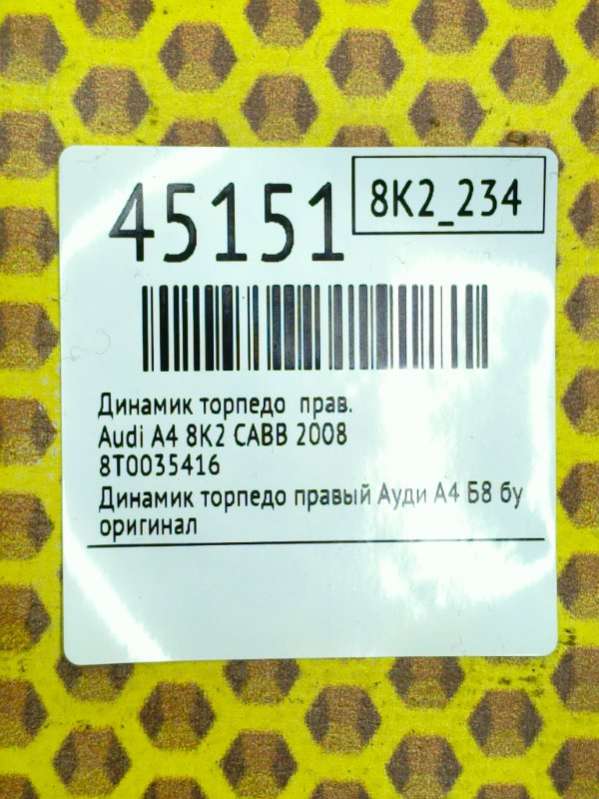 45151
8K2_234
Динамик торпедо прав.
Audi A4 8K2 CABB 2008
8T0035416
Динамик торпедо правый Ауди А4 Б8 бу
оригинал